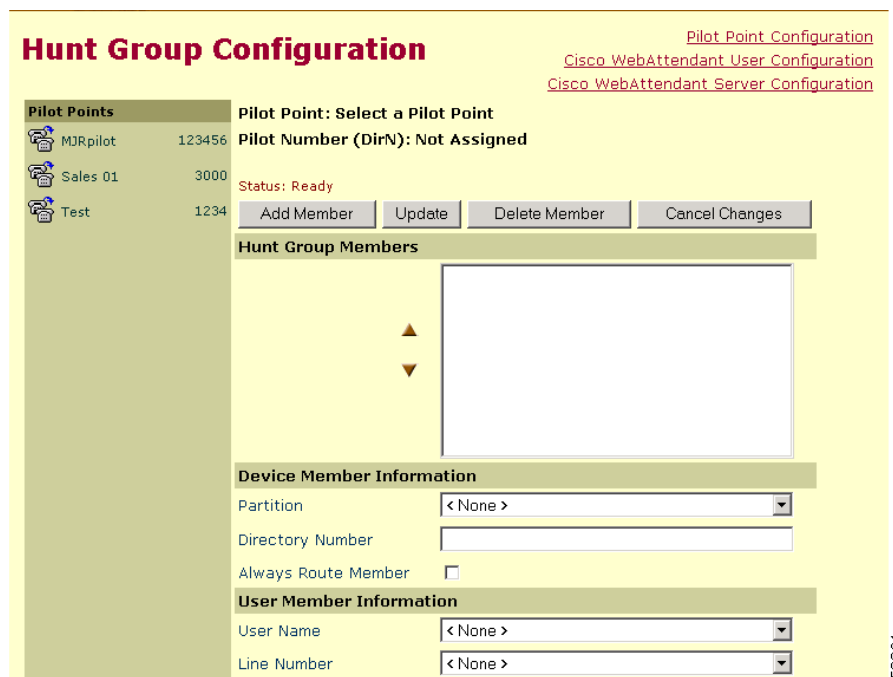 Hunt Group Configuration
Pilot Point Configuration
Cisco WebAttendant User Configuration
Cisco WebAttendant Server Configuration
Pilot Points
MJRpilot 123456
Sales 01 3000
Test 1234
Pilot Point: Select a Pilot Point
Pilot Number (DirN): Not Assigned
Status: Ready
Add Member Update Delete Member Cancel Changes
Hunt Group Members
Device Member Information
Partition < None >
Directory Number
Always Route Member
User Member Information
User Name < None >
Line Number < None >